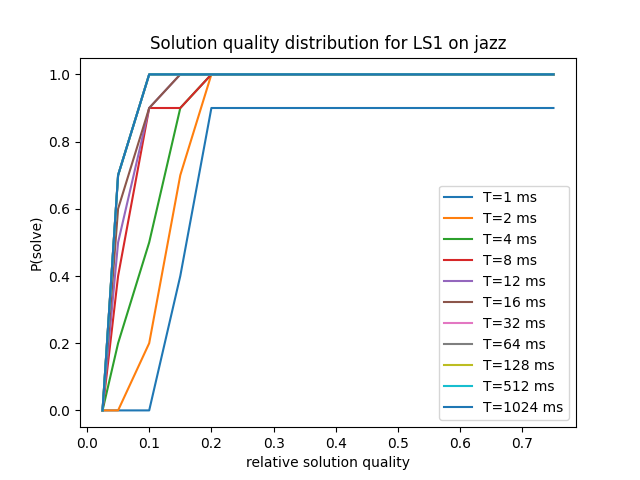 Solution quality distribution for LS1 on jazz
P(solve)
1.0
0.8
0.6
0.4
0.2
0.0
T=1 ms
T=2 ms
T=4 ms
T=8 ms
T=12 ms
T=16 ms
T=32 ms
T=64 ms
T=128 ms
T=512 ms
T=1024 ms
0.0 0.1 0.2 0.3 0.4 0.5 0.6 0.7
relative solution quality